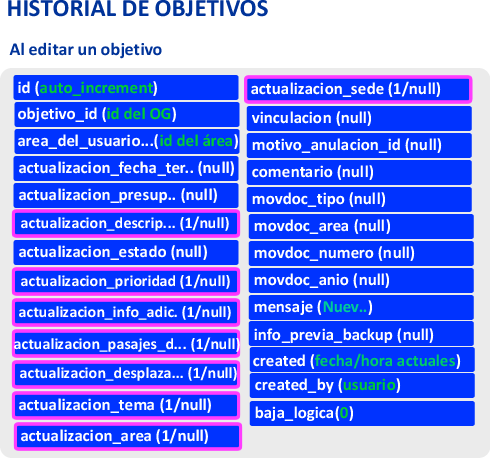 HISTORIAL DE OBJETIVOS
Al editar un objetivo
id (auto_increment)
objetivo_id (id del OG)
area_del_usuario...(id del área)
actualizacion_fecha_ter.. (null)
actualizacion_presup.. (null)
actualizacion_descrip... (1/null)
actualizacion_estado (null)
actualizacion_prioridad (1/null)
actualizacion_info_adic. (1/null)
actualizacion_pasajes_d... (1/null)
actualizacion_desplaza... (1/null)
actualizacion_tema (1/null)
actualizacion_area (1/null)
actualizacion_sede (1/null)
vinculacion (null)
motivo_anulacion_id (null)
comentario (null)
movdoc_tipo (null)
movdoc_area (null)
movdoc_numero (null)
movdoc_anio (null)
mensaje (Nuev..)
info_previa_backup (null)
created (fecha/hora actuales)
created_by (usuario)
baja_logica(0)